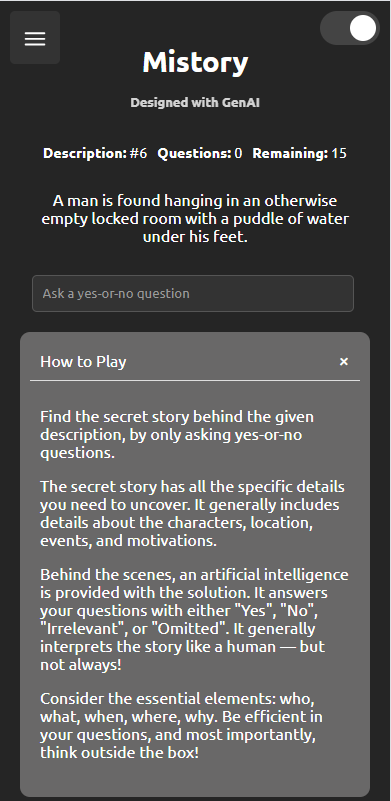 Mistory
Designed with GenAI
Description: #6 Questions: 0 Remaining: 15
A man is found hanging in an otherwise
empty locked room with a puddle of water
under his feet.
Ask a yes-or-no question
How to Play ×
Find the secret story behind the given
description, by only asking yes-or-no
questions.
The secret story has all the specific details
you need to uncover. It generally includes
details about the characters, location,
events, and motivations.
Behind the scenes, an artificial intelligence
is provided with the solution. It answers
your questions with either "Yes", "No",
"Irrelevant", or "Omitted". It generally
interprets the story like a human — but
not always!
Consider the essential elements: who,
what, when, where, why. Be efficient in
your questions, and most importantly,
think outside the box!